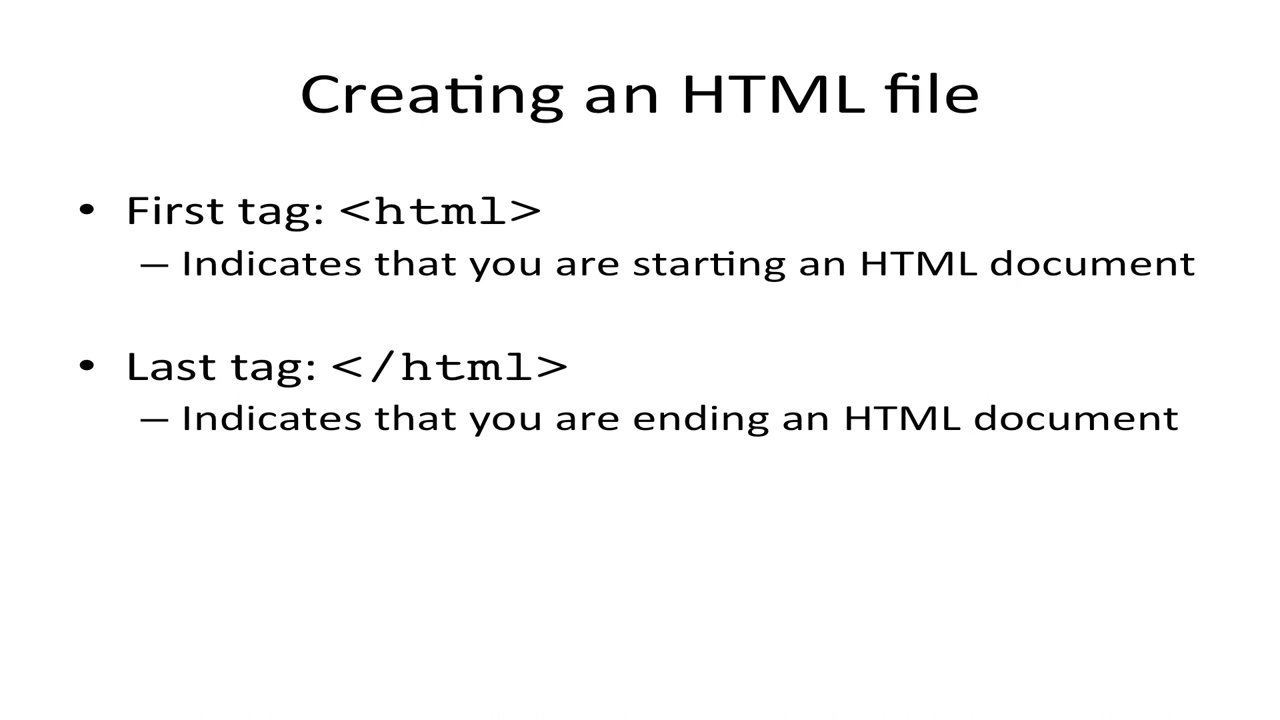 Creating an HTML file
• First tag: <html>
– Indicates that you are starting an HTML document
• Last tag: </html>
– Indicates that you are ending an HTML document